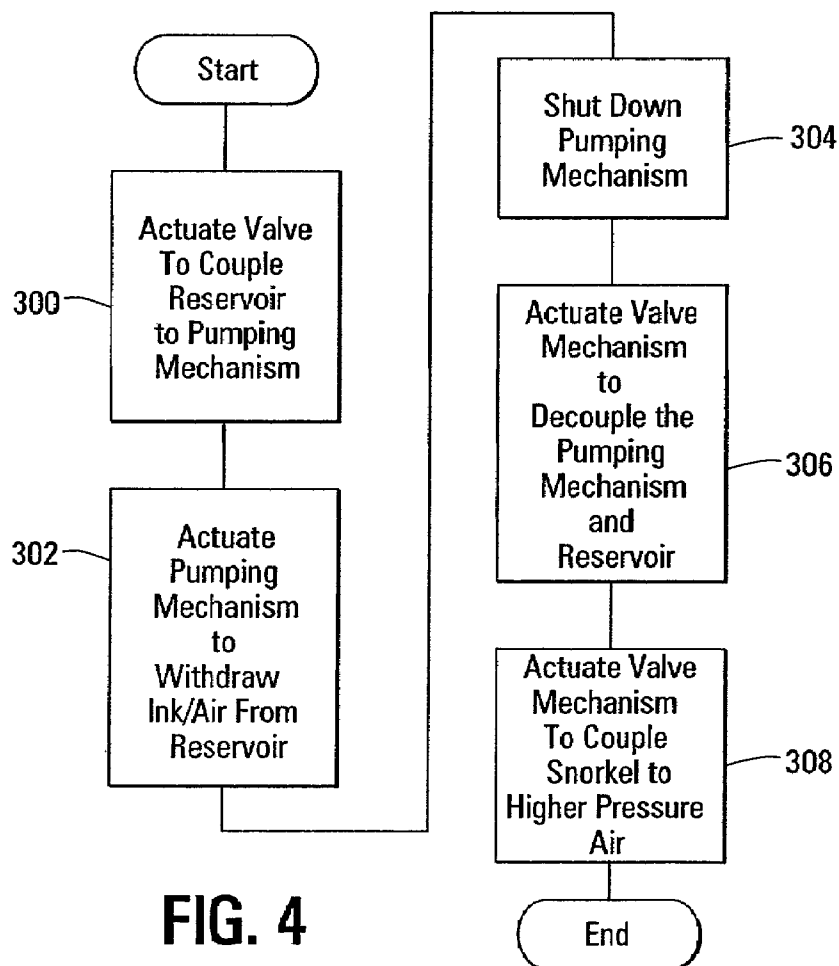 Start
300
Actuate Valve
To Couple
Reservoir
to Pumping
Mechanism
302
Actuate
Pumping
Mechanism
to
Withdraw
Ink/Air From
Reservoir
Shut Down
Pumping
Mechanism
304
Actuate Valve
Mechanism
to
Decouple the
Pumping
Mechanism
and
Reservoir
306
Actuate Valve
Mechanism
To Couple
Snorkel to
Higher Pressure
Air
308
End
FIG. 4